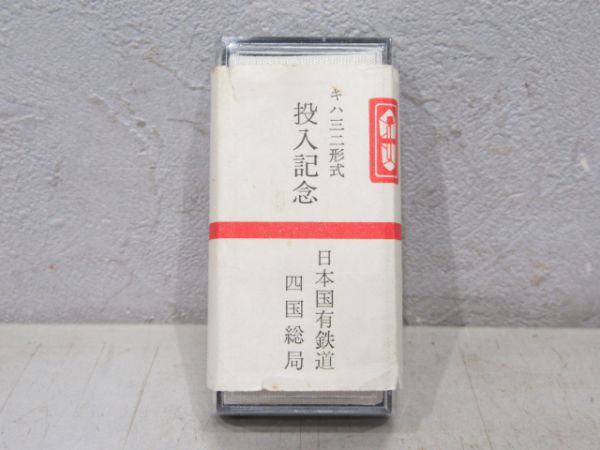 キハ三二形式
投入記念
日本国有鉄道
四国総局